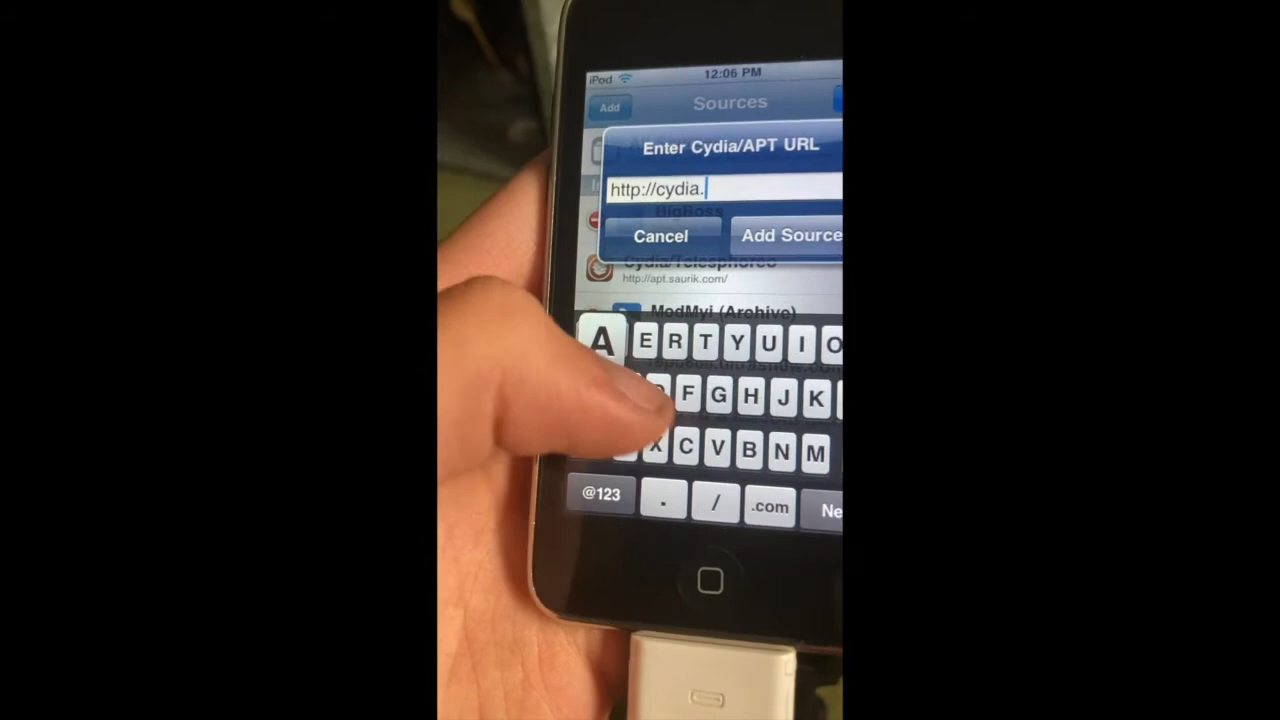 iPod 12:06 PM
Add Sources
Enter Cydia/APT URL
http://cydia.
BigBoss
Cancel Add Source
Cydia/Telesphoreo
http://apt.saurik.com/
ModMyi (Archive)
A E R T Y U I O
F G H J K
X C V B N M
@123 . / .com Ne